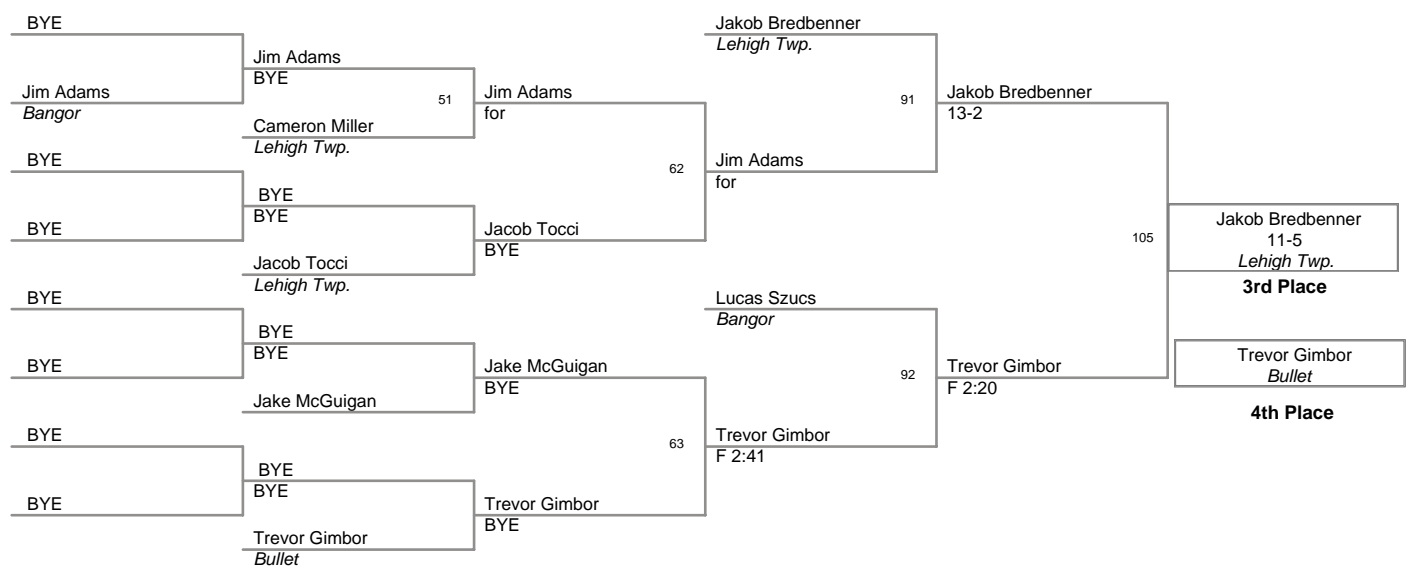 BYE
Jim Adams
Bangor
BYE
BYE
BYE
BYE
BYE
BYE
Jim Adams
BYE
51
Cameron Miller
Lehigh Twp.
BYE
BYE
Jacob Tocci
Lehigh Twp.
BYE
BYE
Jake McGuigan
BYE
BYE
Trevor Gimbor
Bullet
Jim Adams
for
62
Jacob Tocci
BYE
Jake McGuigan
BYE
63
Trevor Gimbor
BYE
Jakob Bredbenner
Lehigh Twp.
91
Jim Adams
for
Lucas Szucs
Bangor
92
Trevor Gimbor
F 2:41
Jakob Bredbenner
13-2
105
Trevor Gimbor
F 2:20
Jakob Bredbenner
11-5
Lehigh Twp.
3rd Place
Trevor Gimbor
Bullet
4th Place